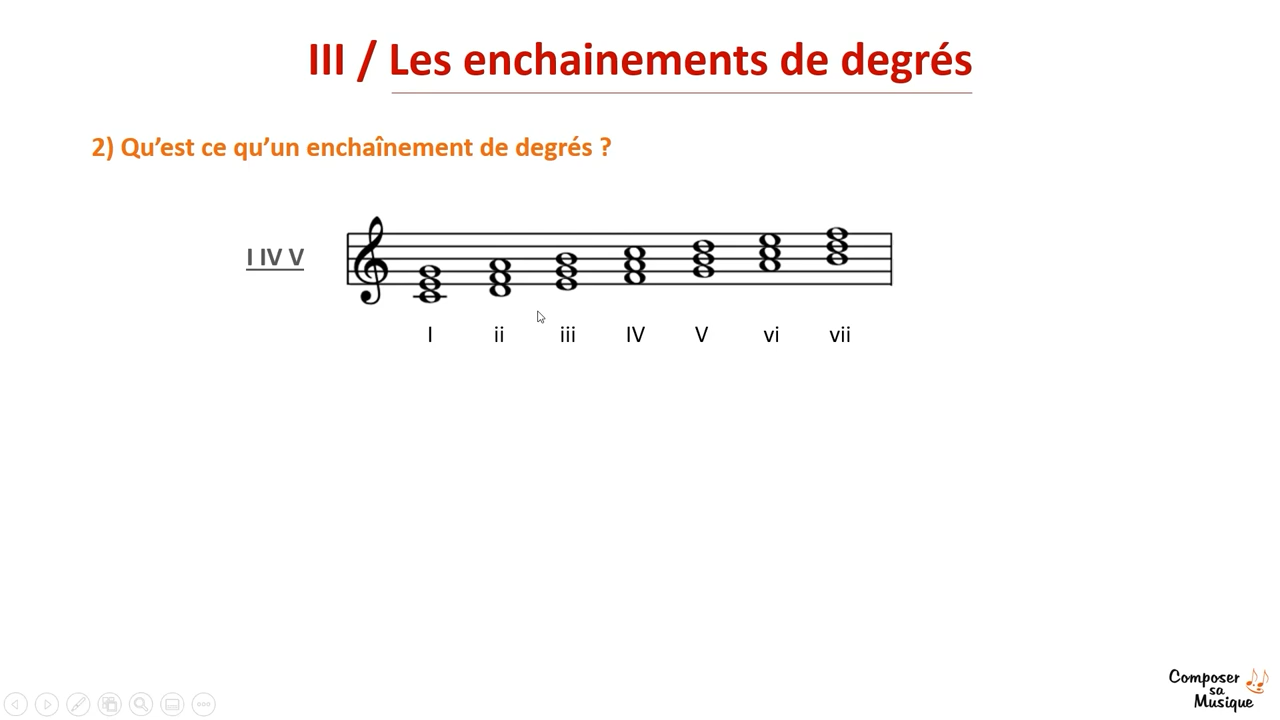 III / Les enchainements de degrés
2) Qu’est ce qu’un enchaînement de degrés ?
I IV V
I ii iii IV V vi vii
Composer
sa
Musique